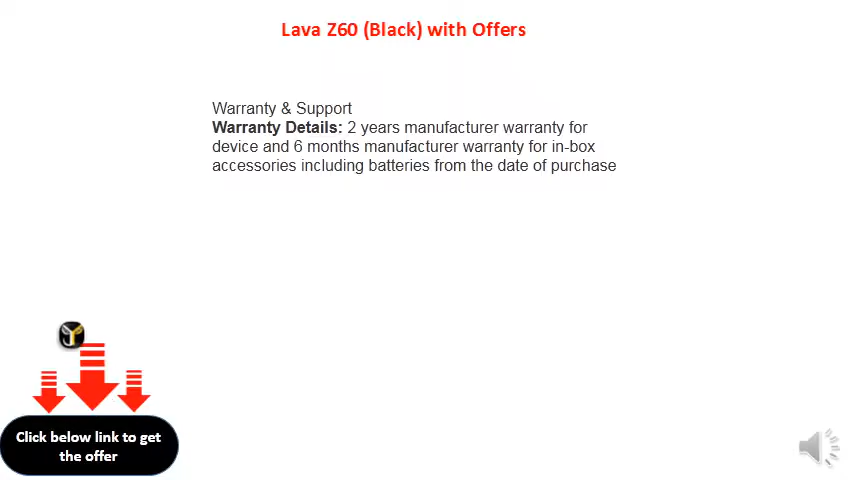 Lava Z60 (Black) with Offers
Warranty & Support
Warranty Details: 2 years manufacturer warranty for
device and 6 months manufacturer warranty for in-box
accessories including batteries from the date of purchase
Click below link to get
the offer